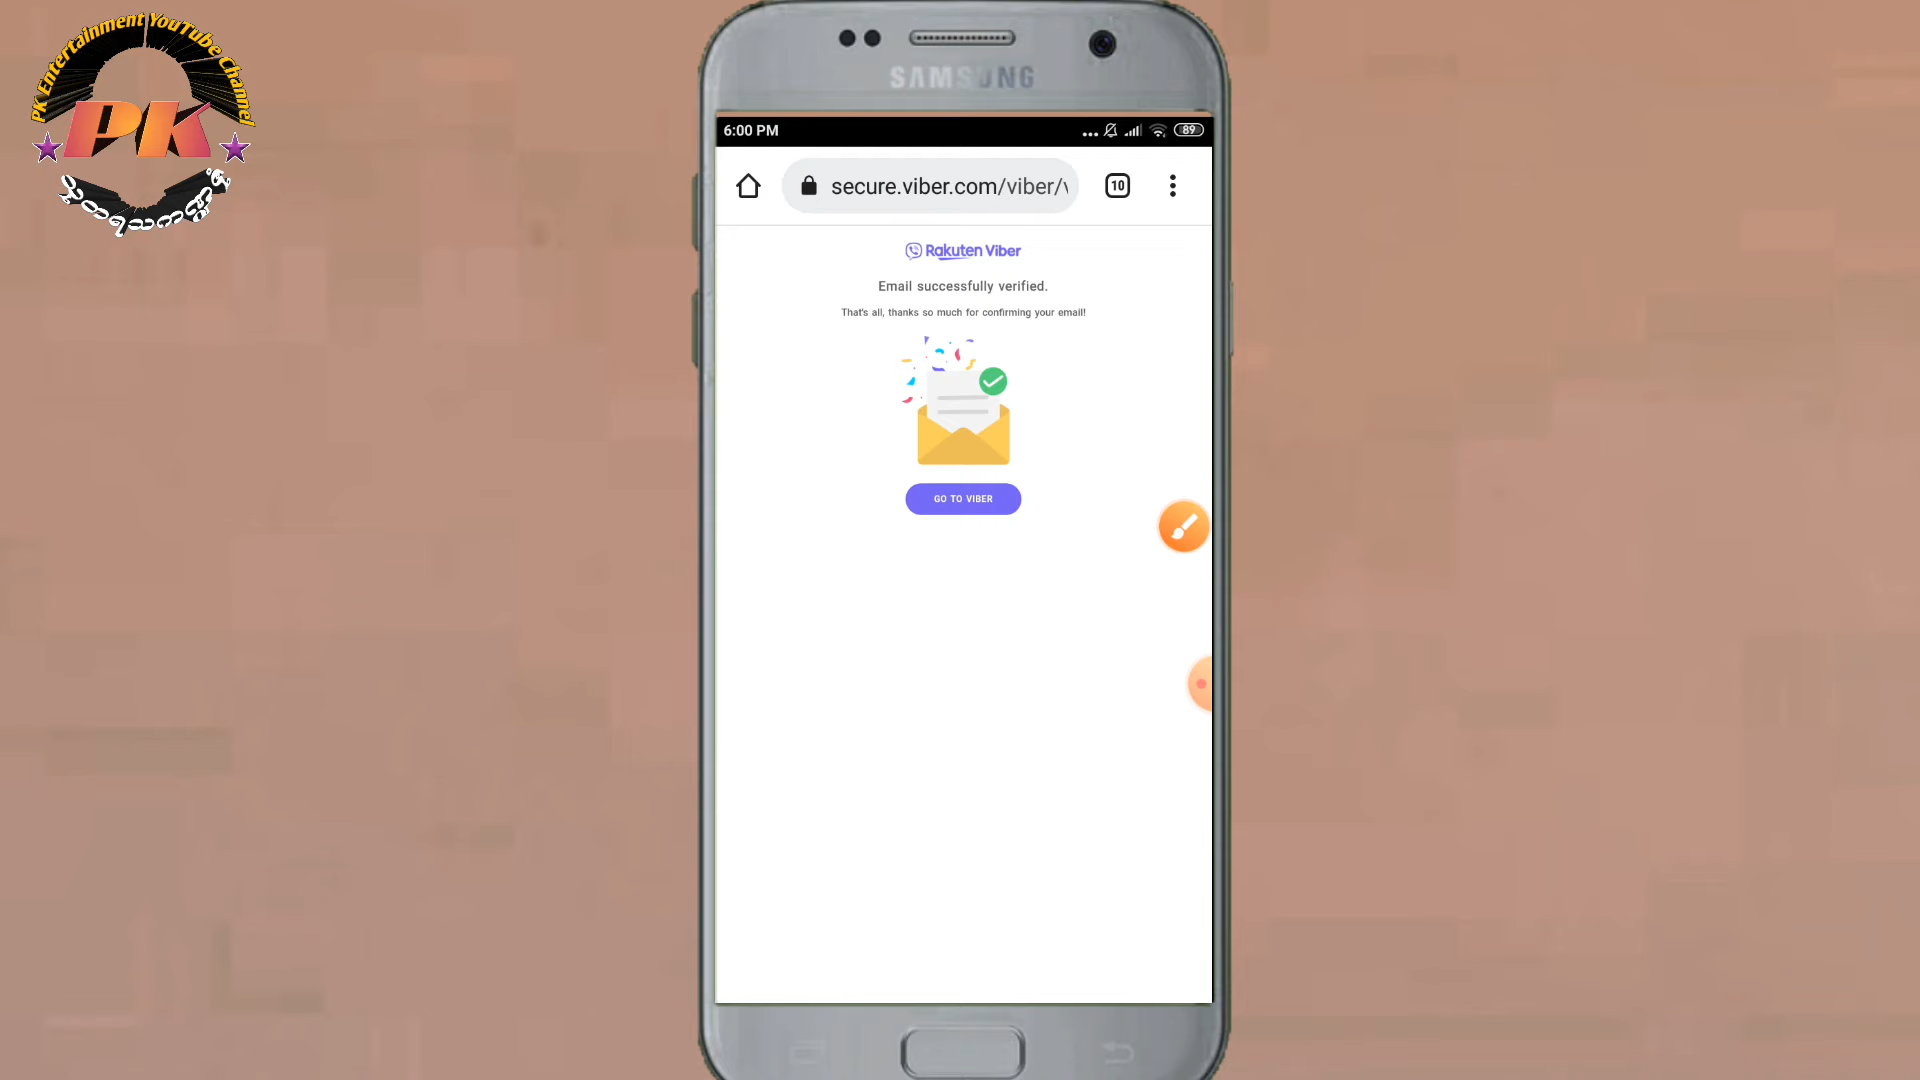 PK Entertainment YouTube Channel
PK
SAMSUNG
6:00 PM
89
secure.viber.com/viber/v
10
Rakuten Viber
Email successfully verified.
That's all, thanks so much for confirming your email!
GO TO VIBER